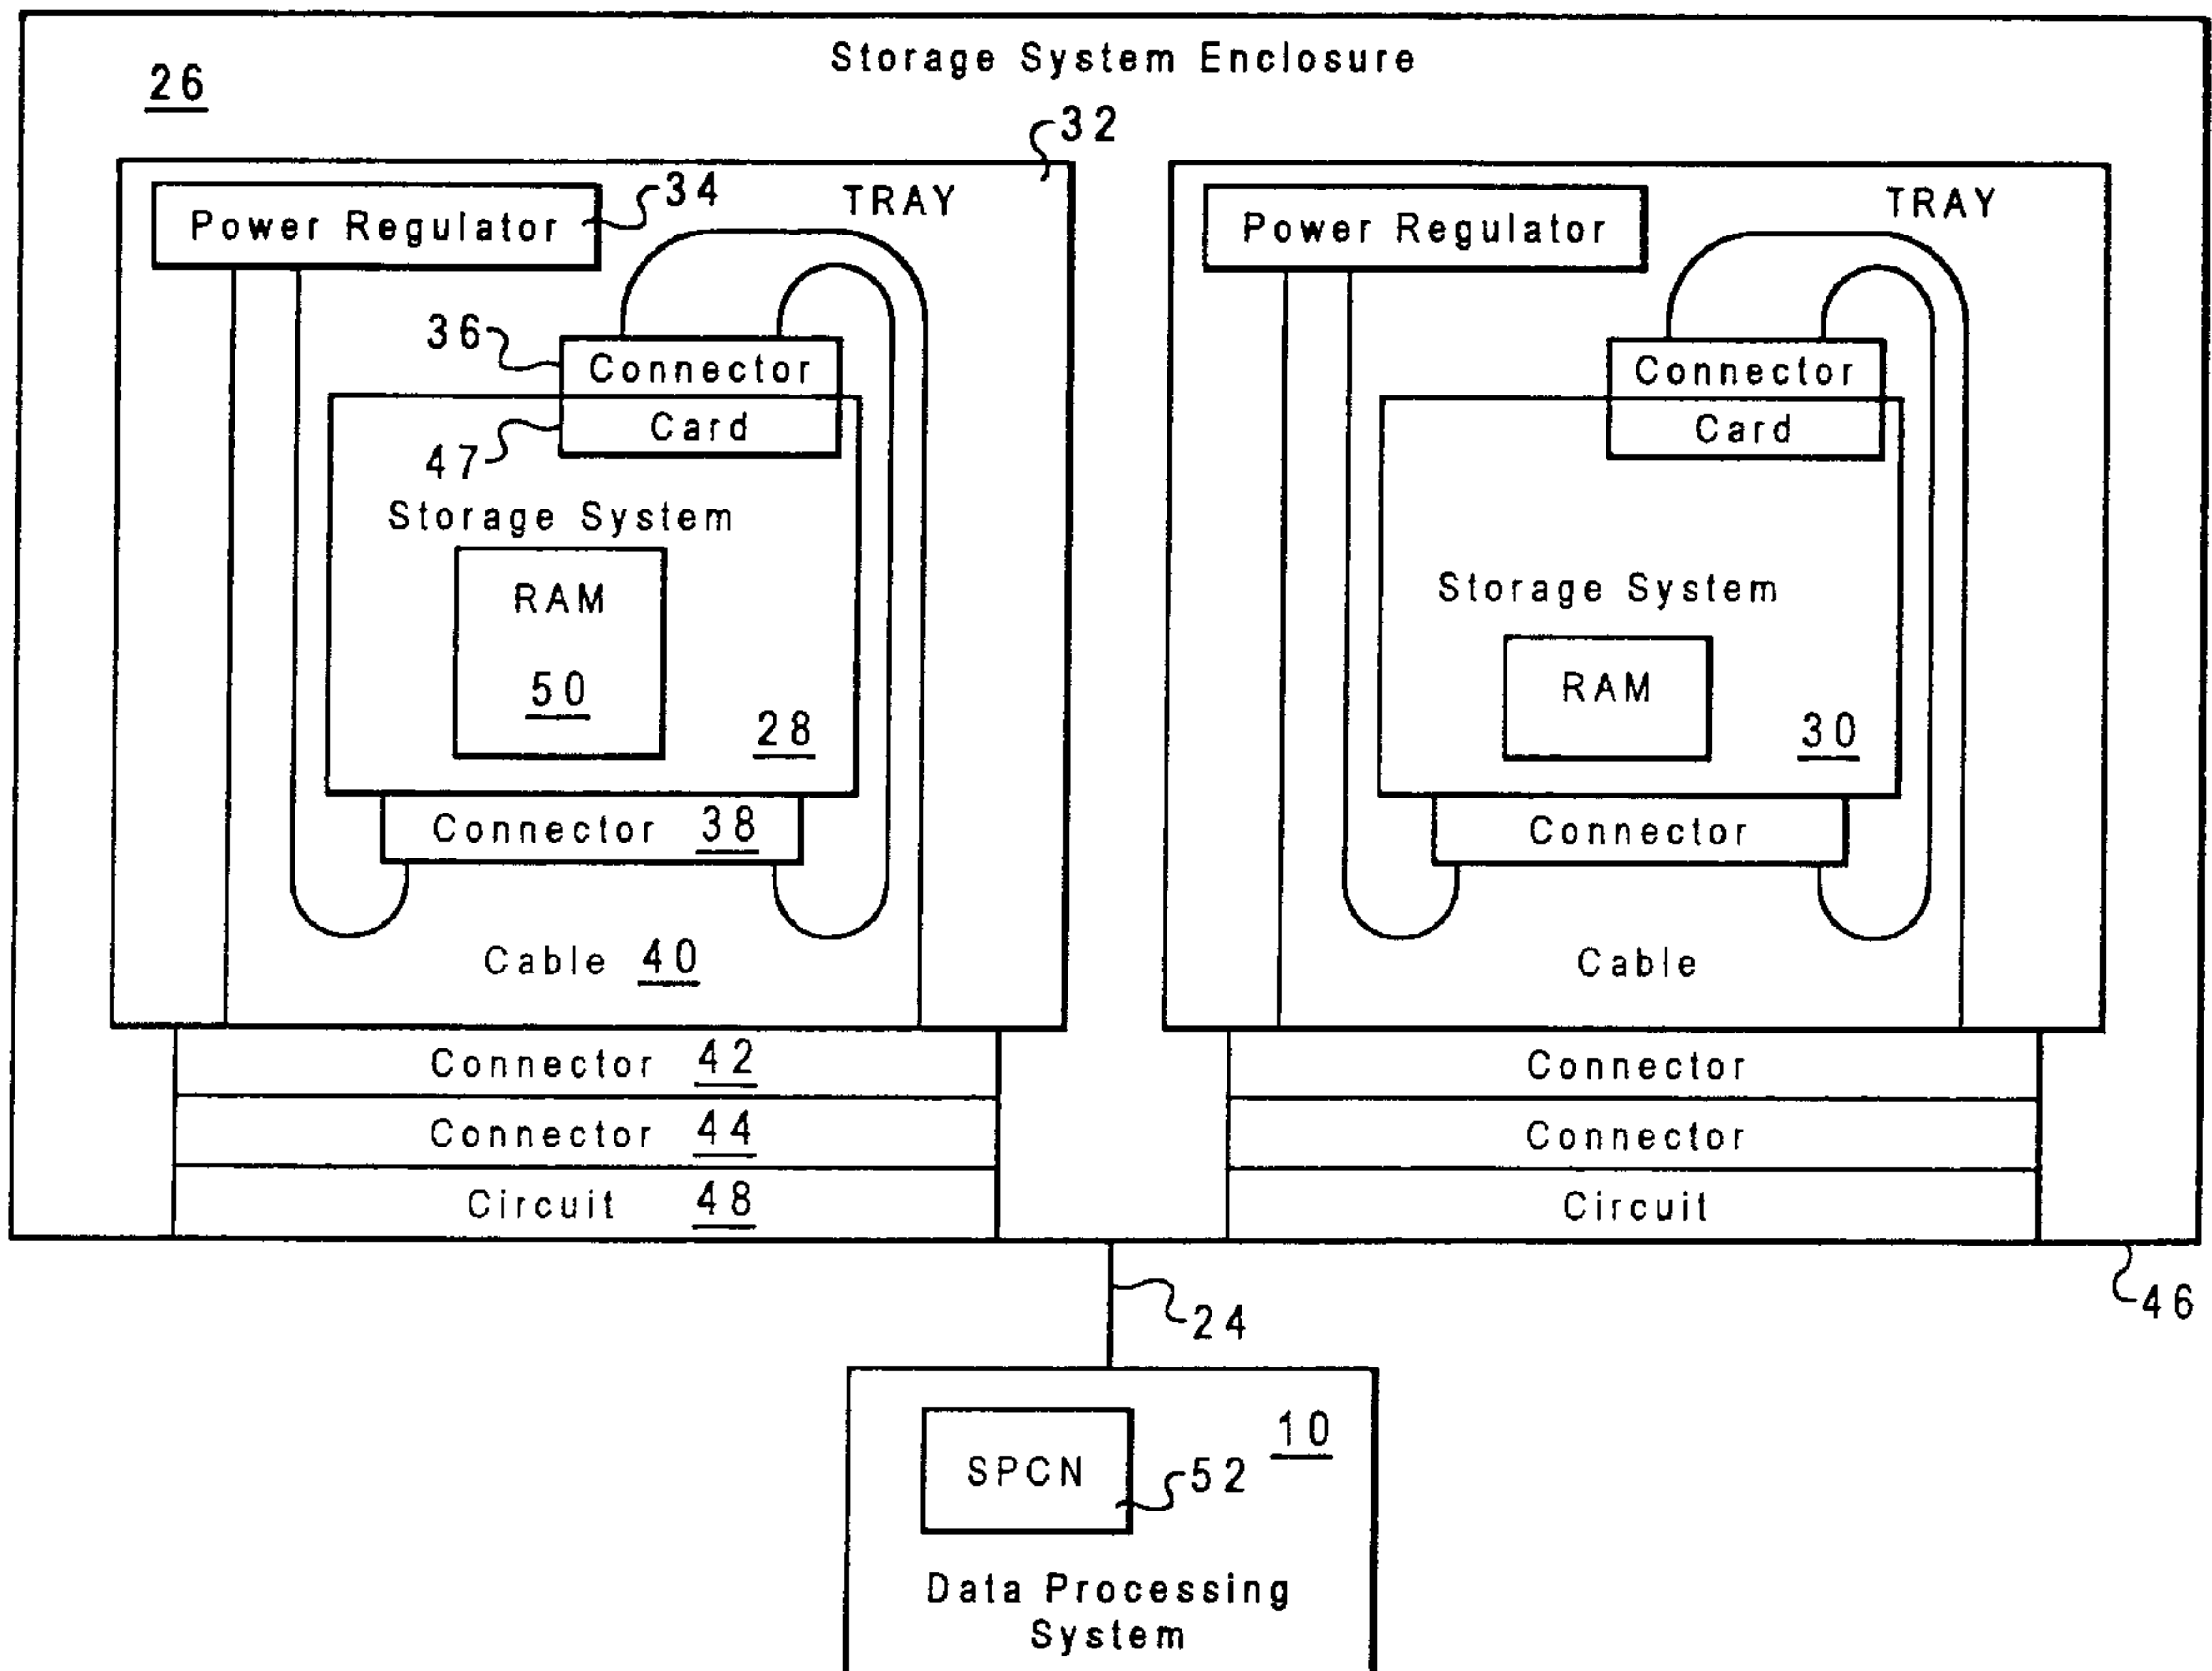 Storage System Enclosure
26
32
Power Regulator
34
TRAY
36
Connector
47
Card
Storage System
RAM
50
28
Connector 38
Cable 40
Connector 42
Connector 44
Circuit 48
Power Regulator
TRAY
Connector
Card
Storage System
RAM
30
Connector
Cable
Connector
Connector
Circuit
46
24
10
SPCN
52
Data Processing
System